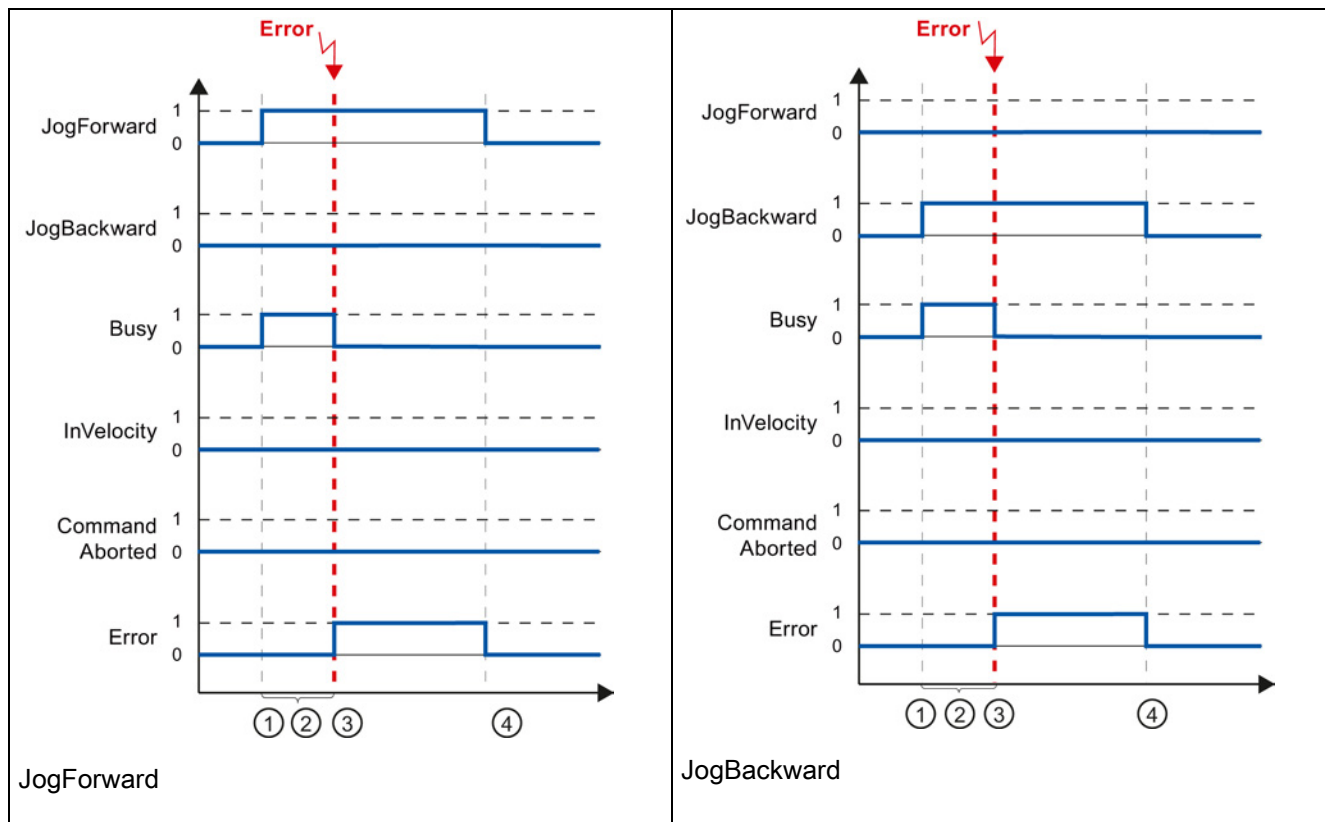 Error
1
JogForward
0
1
JogBackward
0
1
Busy
0
1
InVelocity
0
1
Command
Aborted
0
1
Error
0
① ② ③ ④
JogForward
Error
1
JogForward
0
1
JogBackward
0
1
Busy
0
1
InVelocity
0
1
Command
Aborted
0
1
Error
0
① ② ③ ④
JogBackward